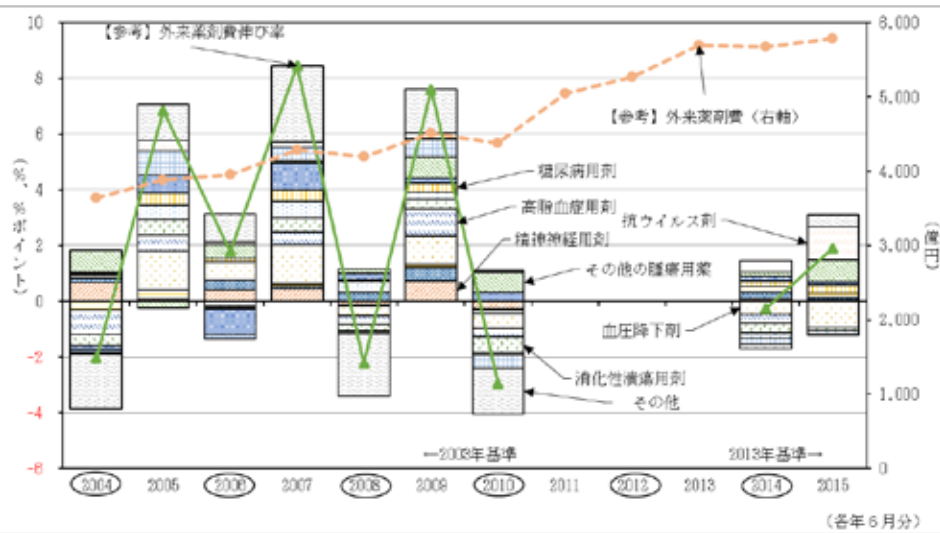 【参考】外来薬剤費伸び率
【参考】外来薬剤費（右軸）
糖尿病用剤
高脂血症用剤
精神神経用剤
抗ウイルス剤
その他の腫瘍用薬
血圧降下剤
消化性潰瘍用剤
その他
←2003年基準
2013年基準→
（%、%ポイント）
10
8
6
4
2
0
-2
-4
-6
（億円）
6,000
5,000
4,000
3,000
2,000
1,000
0
2004 2005 2006 2007 2008 2009 2010 2011 2012 2013 2014 2015
（各年６月分）